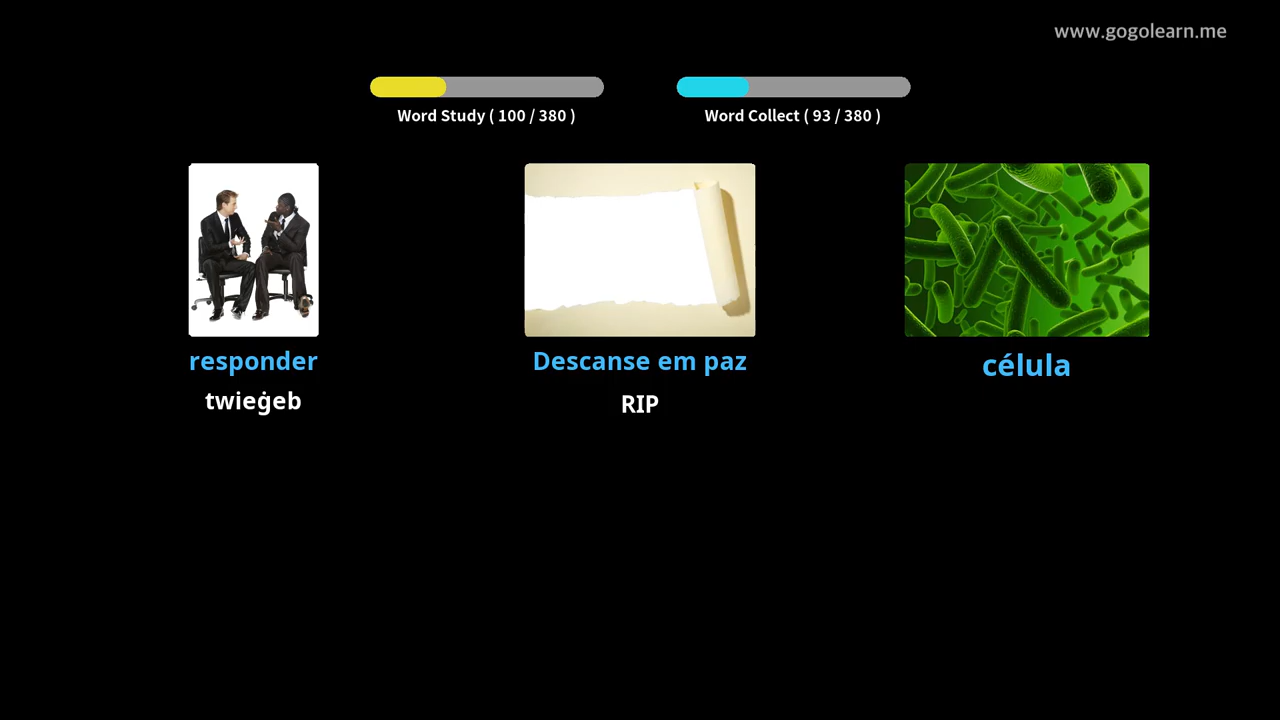 www.gogolearn.me
Word Study ( 100 / 380 )
Word Collect ( 93 / 380 )
responder
Descanse em paz
célula
twieġeb
RIP